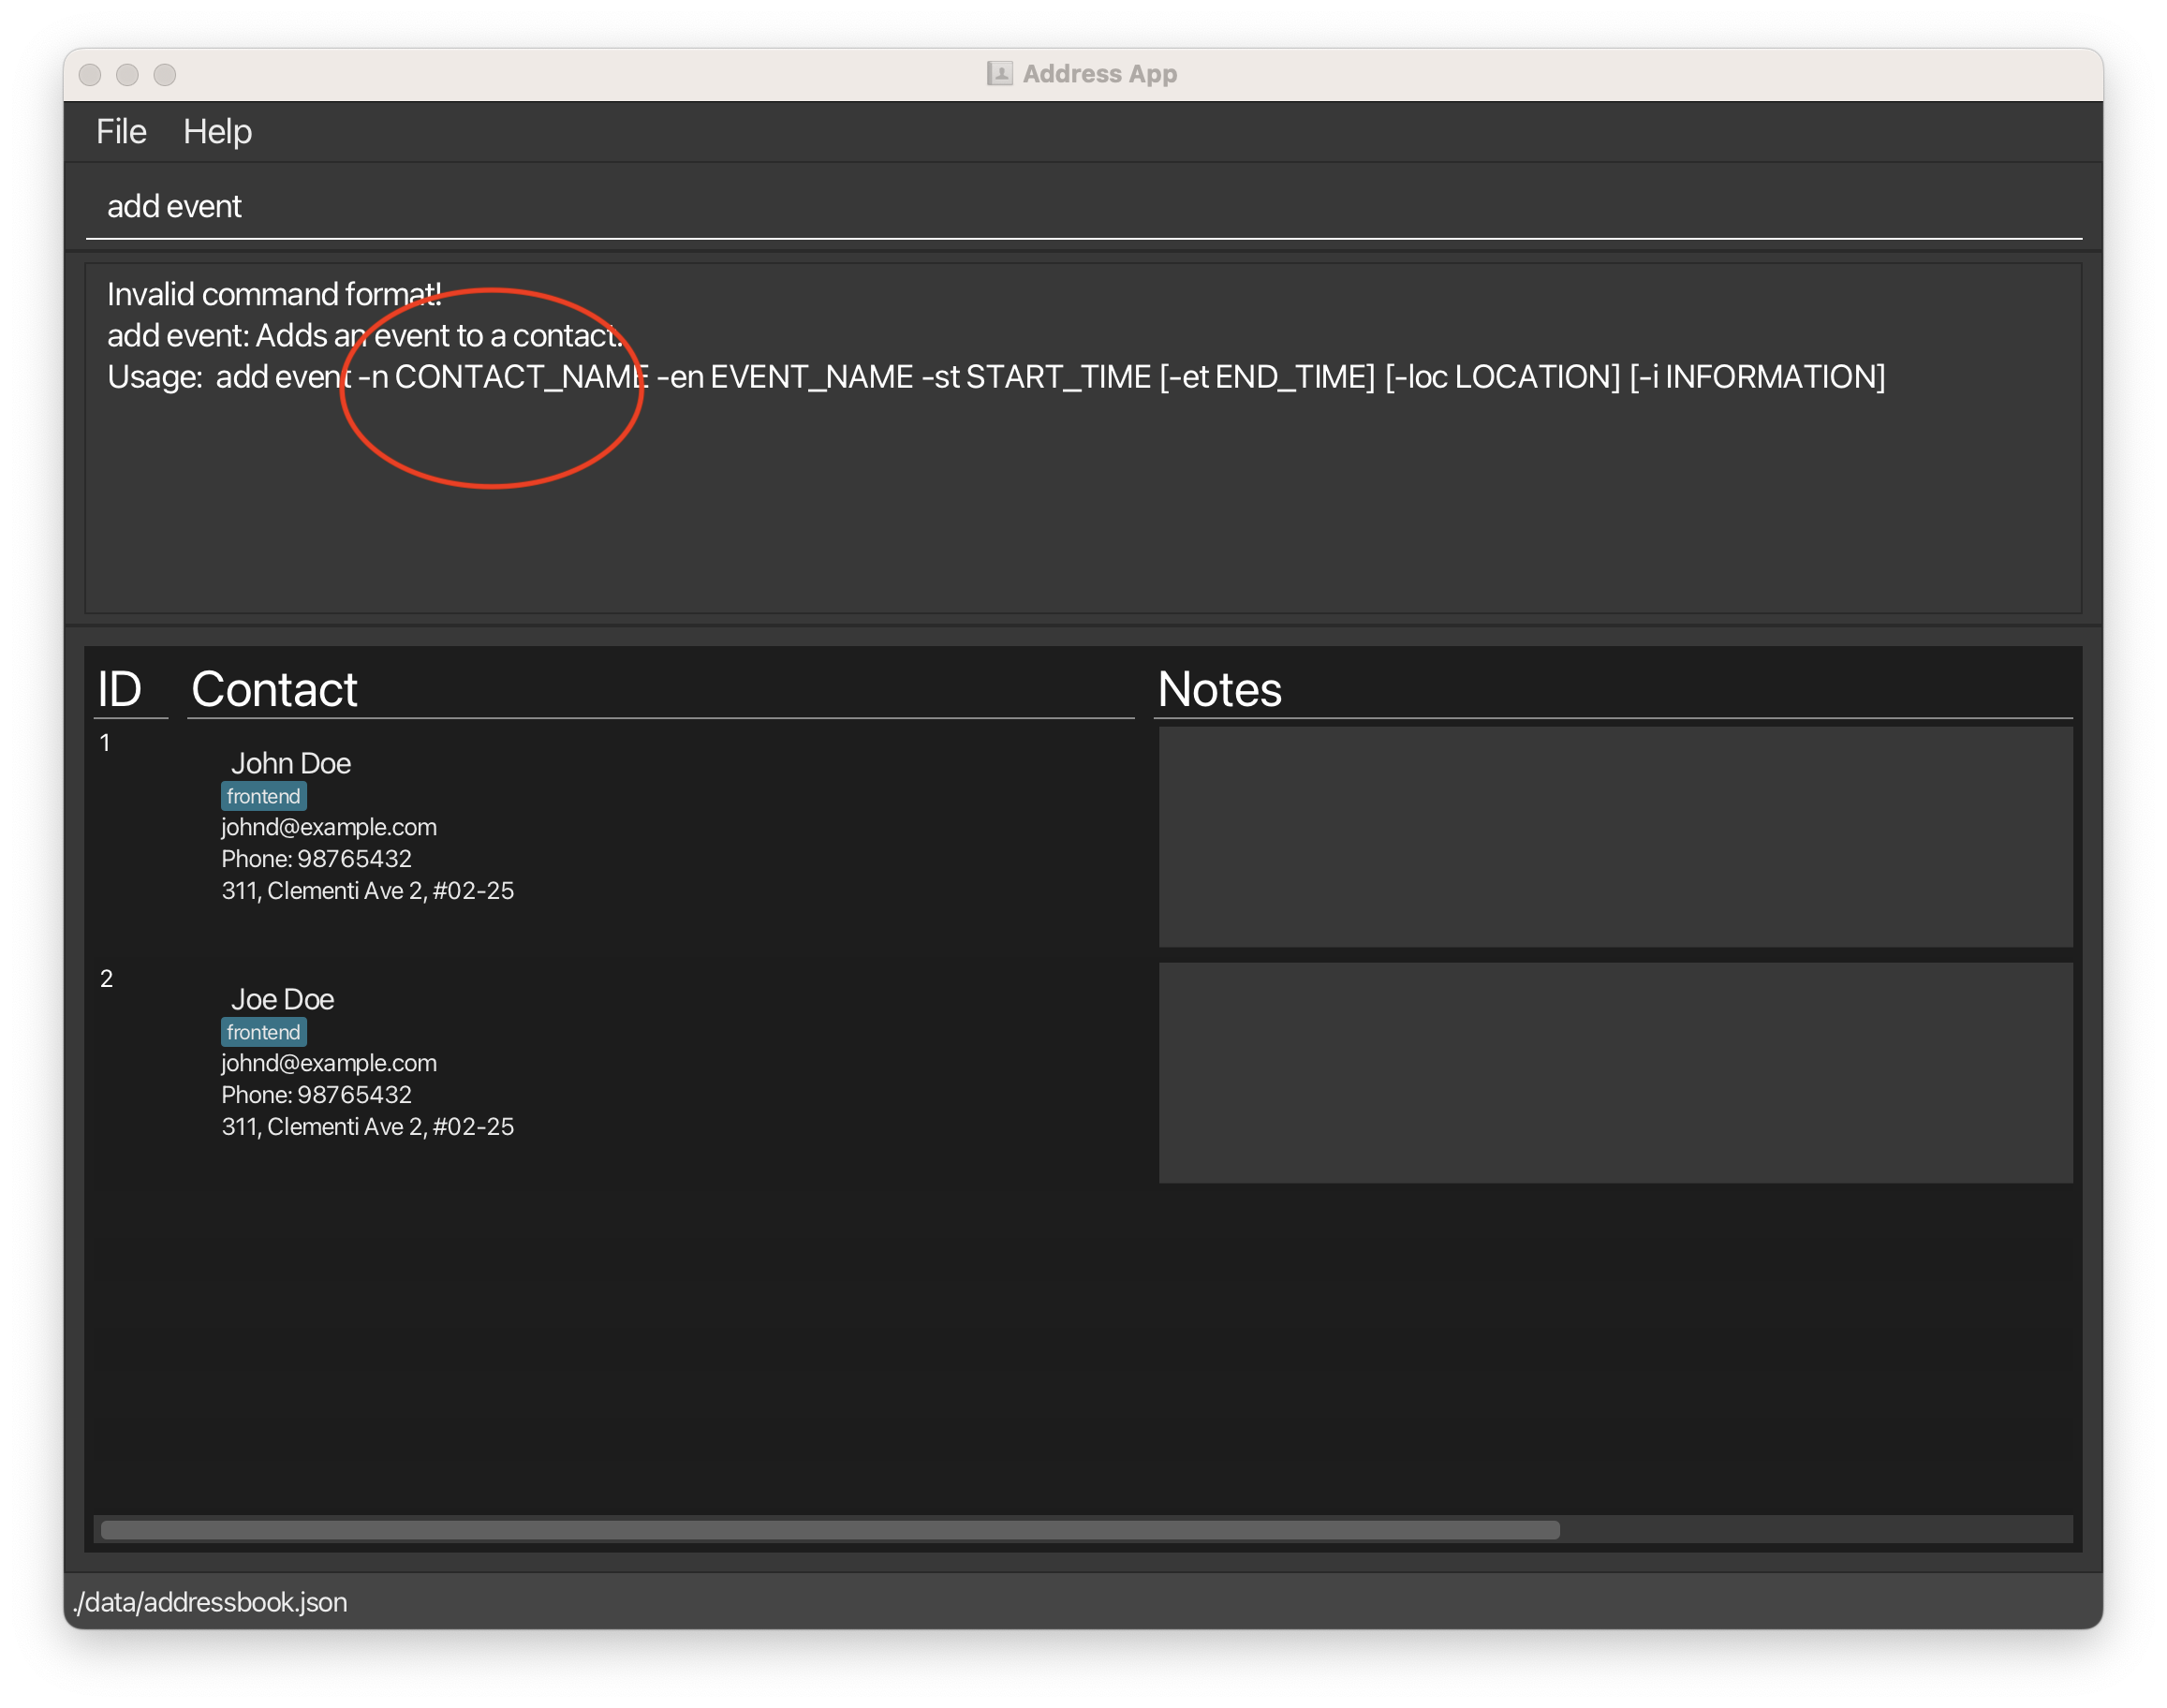 Address App
File Help
add event
Invalid command format!
add event: Adds an event to a contact.
Usage:  add event -n CONTACT_NAME -en EVENT_NAME -st START_TIME [-et END_TIME] [-loc LOCATION] [-i INFORMATION]
ID Contact Notes
1
John Doe
frontend
johnd@example.com
Phone: 98765432
311, Clementi Ave 2, #02-25
2
Joe Doe
frontend
johnd@example.com
Phone: 98765432
311, Clementi Ave 2, #02-25
./data/addressbook.json